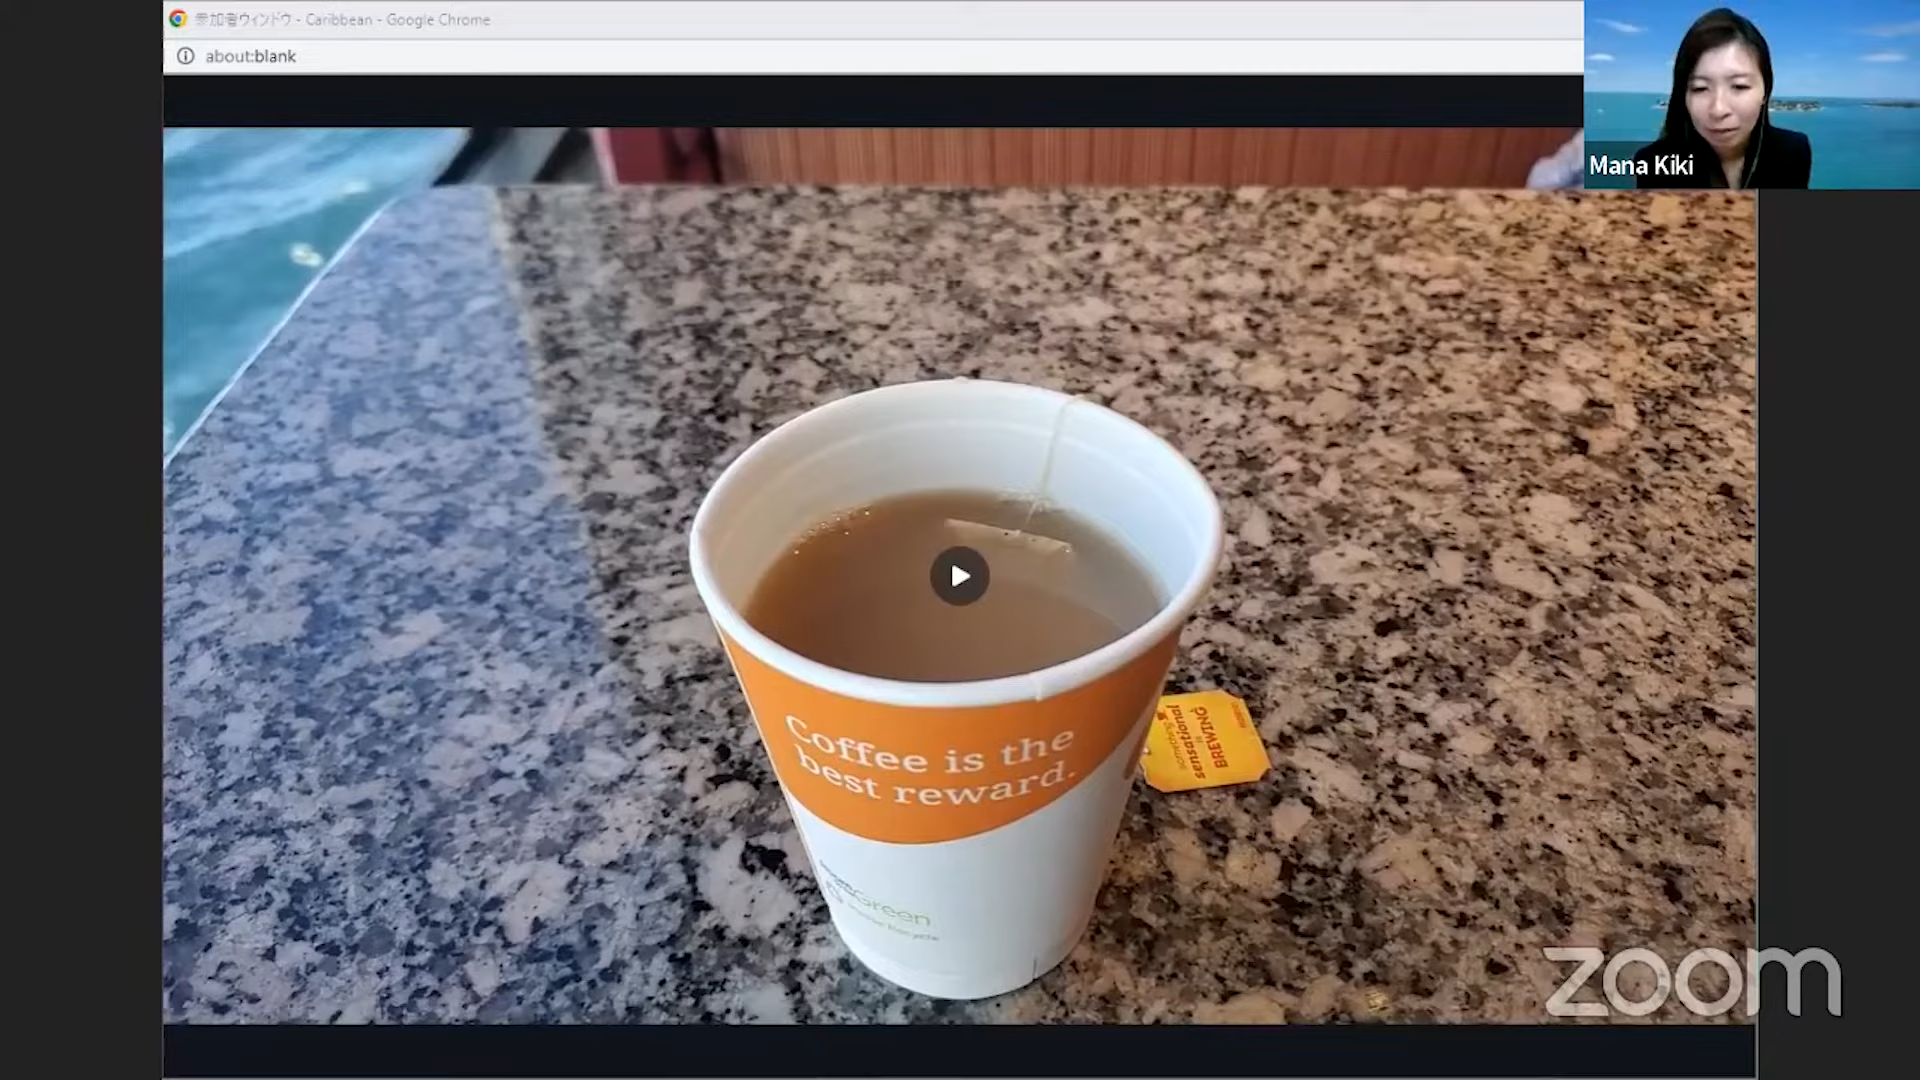 参加者ウィンドウ - Caribbean - Google Chrome
about:blank
Mana Kiki
Coffee is the
best reward.
sensational
BREWING
Green
zoom